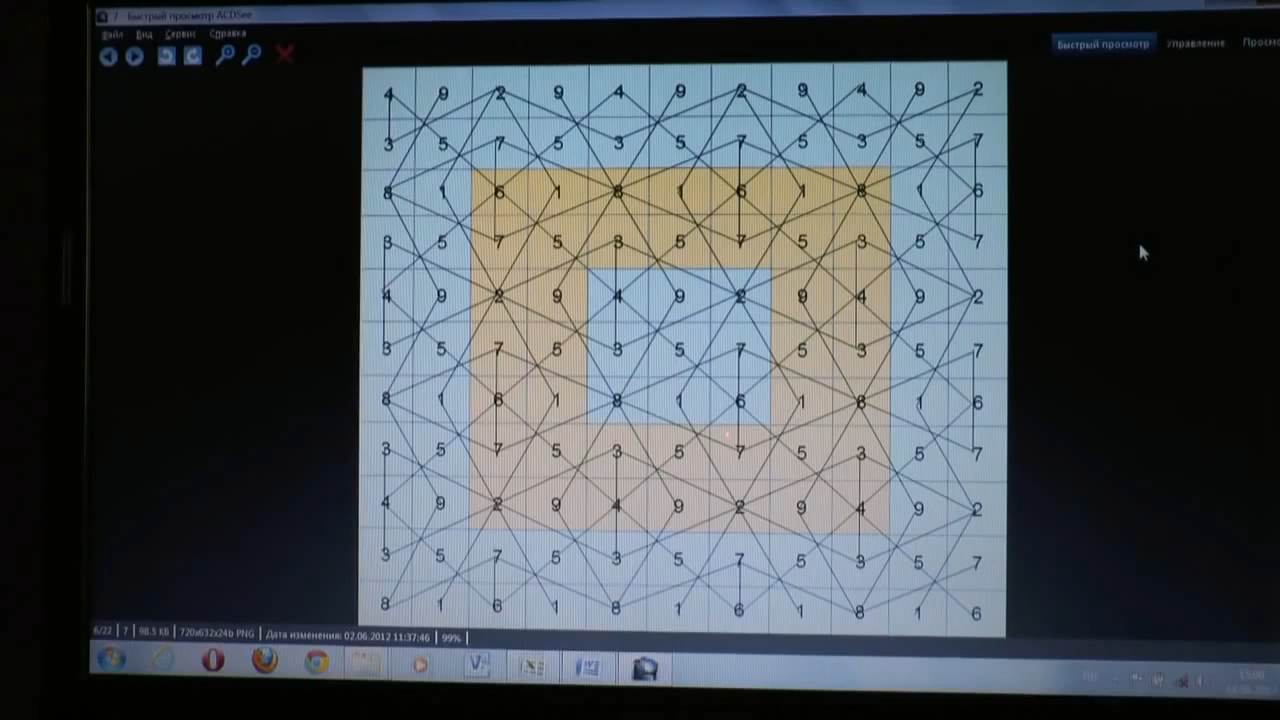 7 Быстрый просмотр ACDSee
Файл Вид Сервис Справка
Быстрый просмотр Управление
4 9 2 9 4 9 2 9 4 9 2
3 5 7 5 3 5 7 5 3 5 7
8 1 6 1 8 1 6 1 8 1 6
3 5 7 5 3 5 7 5 3 5 7
4 9 2 9 4 9 2 9 4 9 2
3 5 7 5 3 5 7 5 3 5 7
8 1 6 1 8 1 6 1 8 1 6
3 5 7 5 3 5 7 5 3 5 7
4 9 2 9 4 9 2 9 4 9 2
3 5 7 5 3 5 7 5 3 5 7
8 1 6 1 8 1 6 1 8 1 6
6/22 7 98.5 Кб 720x632x24b PNG Дата изменения: 02.06.2012 11:37:46 99%
15:00